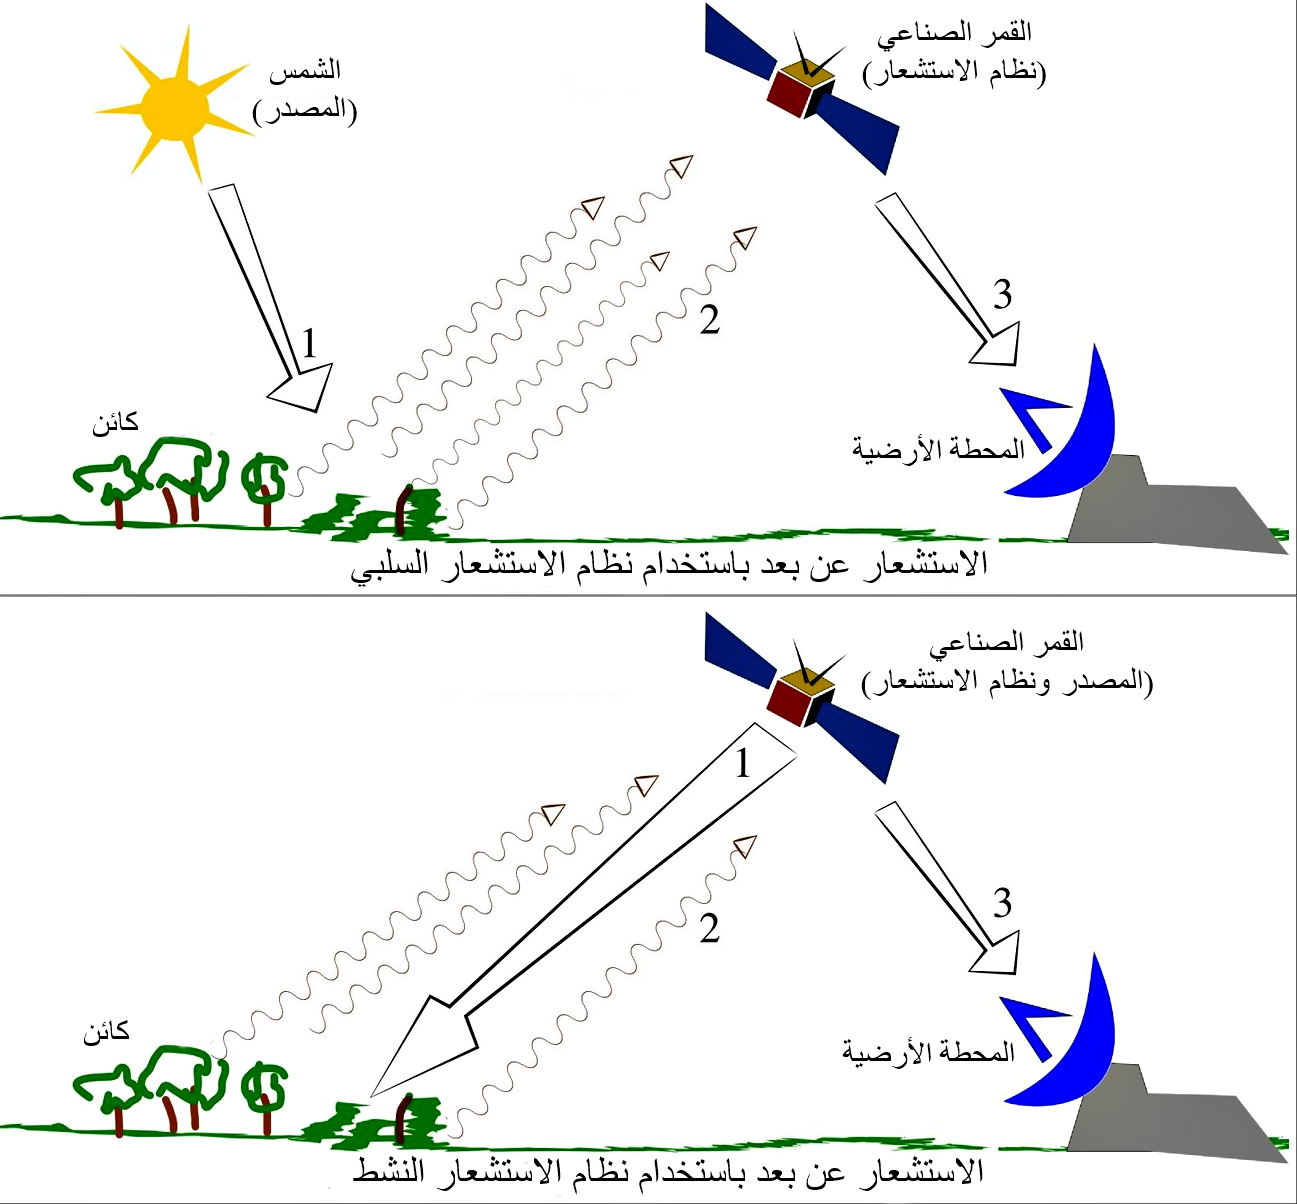 القمر الصناعي
(نظام الاستشعار)
الشمس
(المصدر)
3
2
1
كائن
المحطة الأرضية
الاستشعار عن بعد باستخدام نظام الاستشعار السلبي
القمر الصناعي
(المصدر ونظام الاستشعار)
1
3
2
كائن
المحطة الأرضية
الاستشعار عن بعد باستخدام نظام الاستشعار النشط